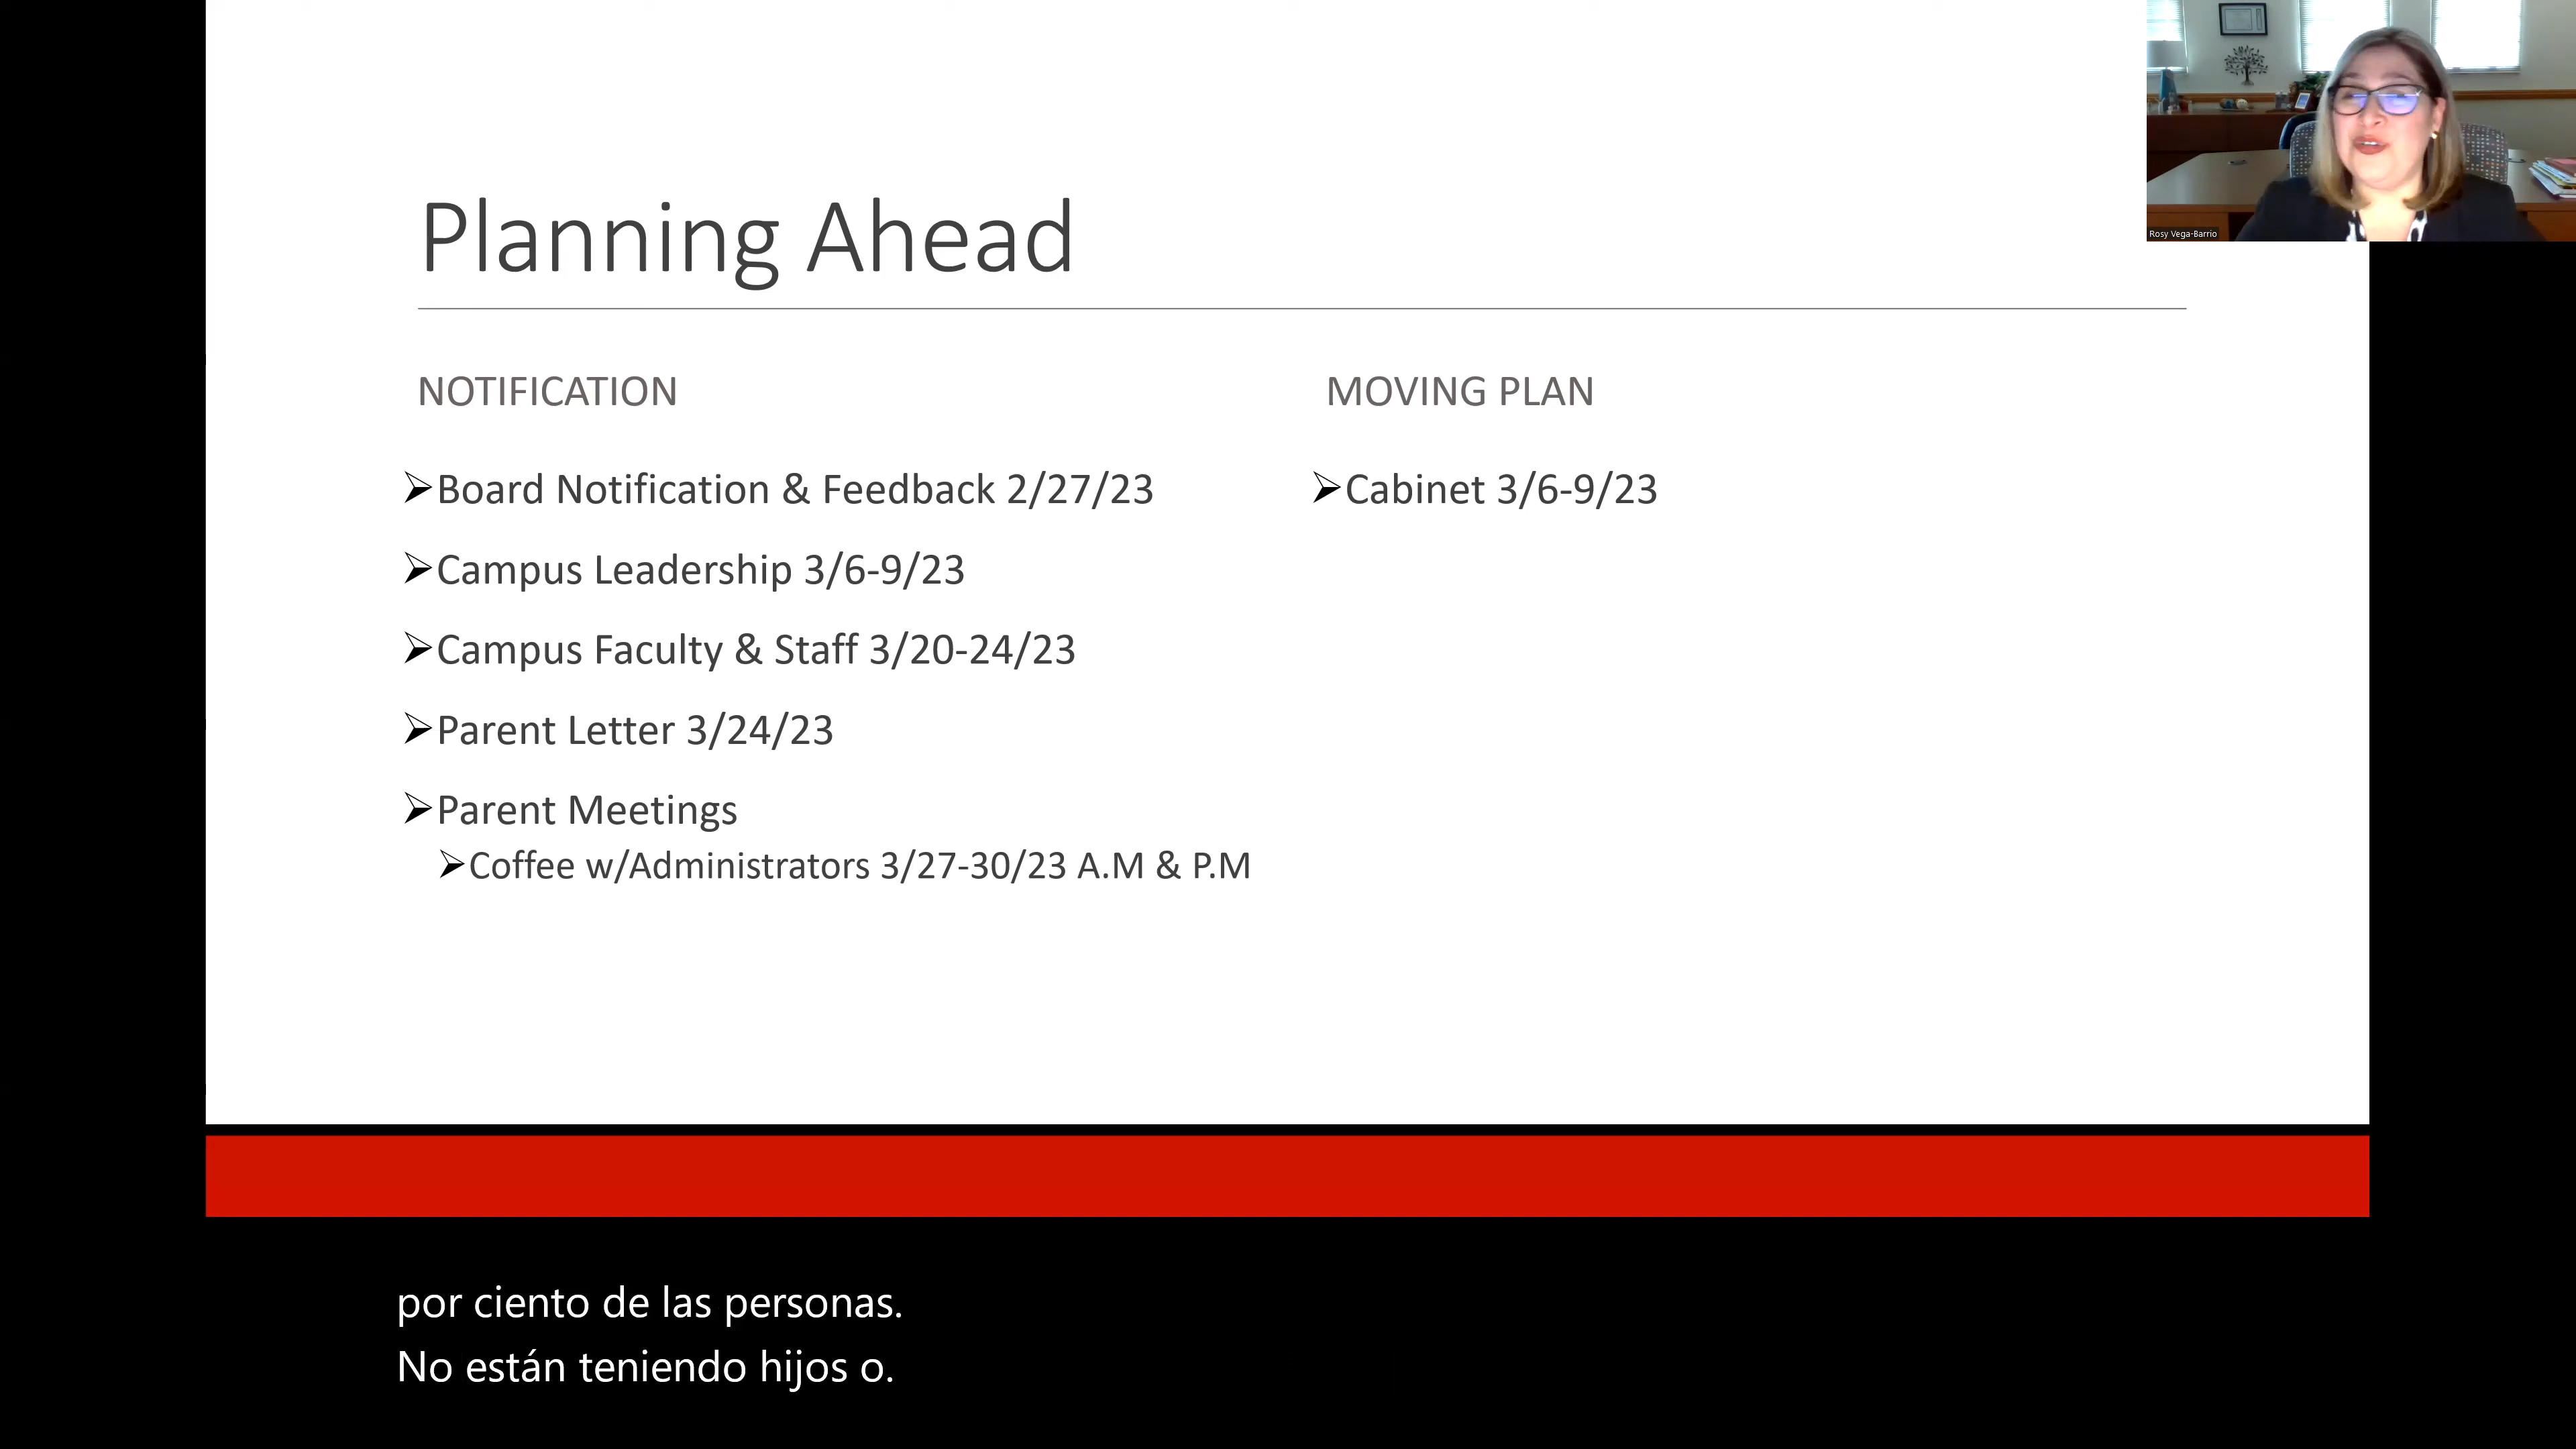 Planning Ahead
NOTIFICATION
Board Notification & Feedback 2/27/23
Campus Leadership 3/6-9/23
Campus Faculty & Staff 3/20-24/23
Parent Letter 3/24/23
Parent Meetings
Coffee w/Administrators 3/27-30/23 A.M & P.M
MOVING PLAN
Cabinet 3/6-9/23
Rosy Vega-Barrio
por ciento de las personas.
No están teniendo hijos o.